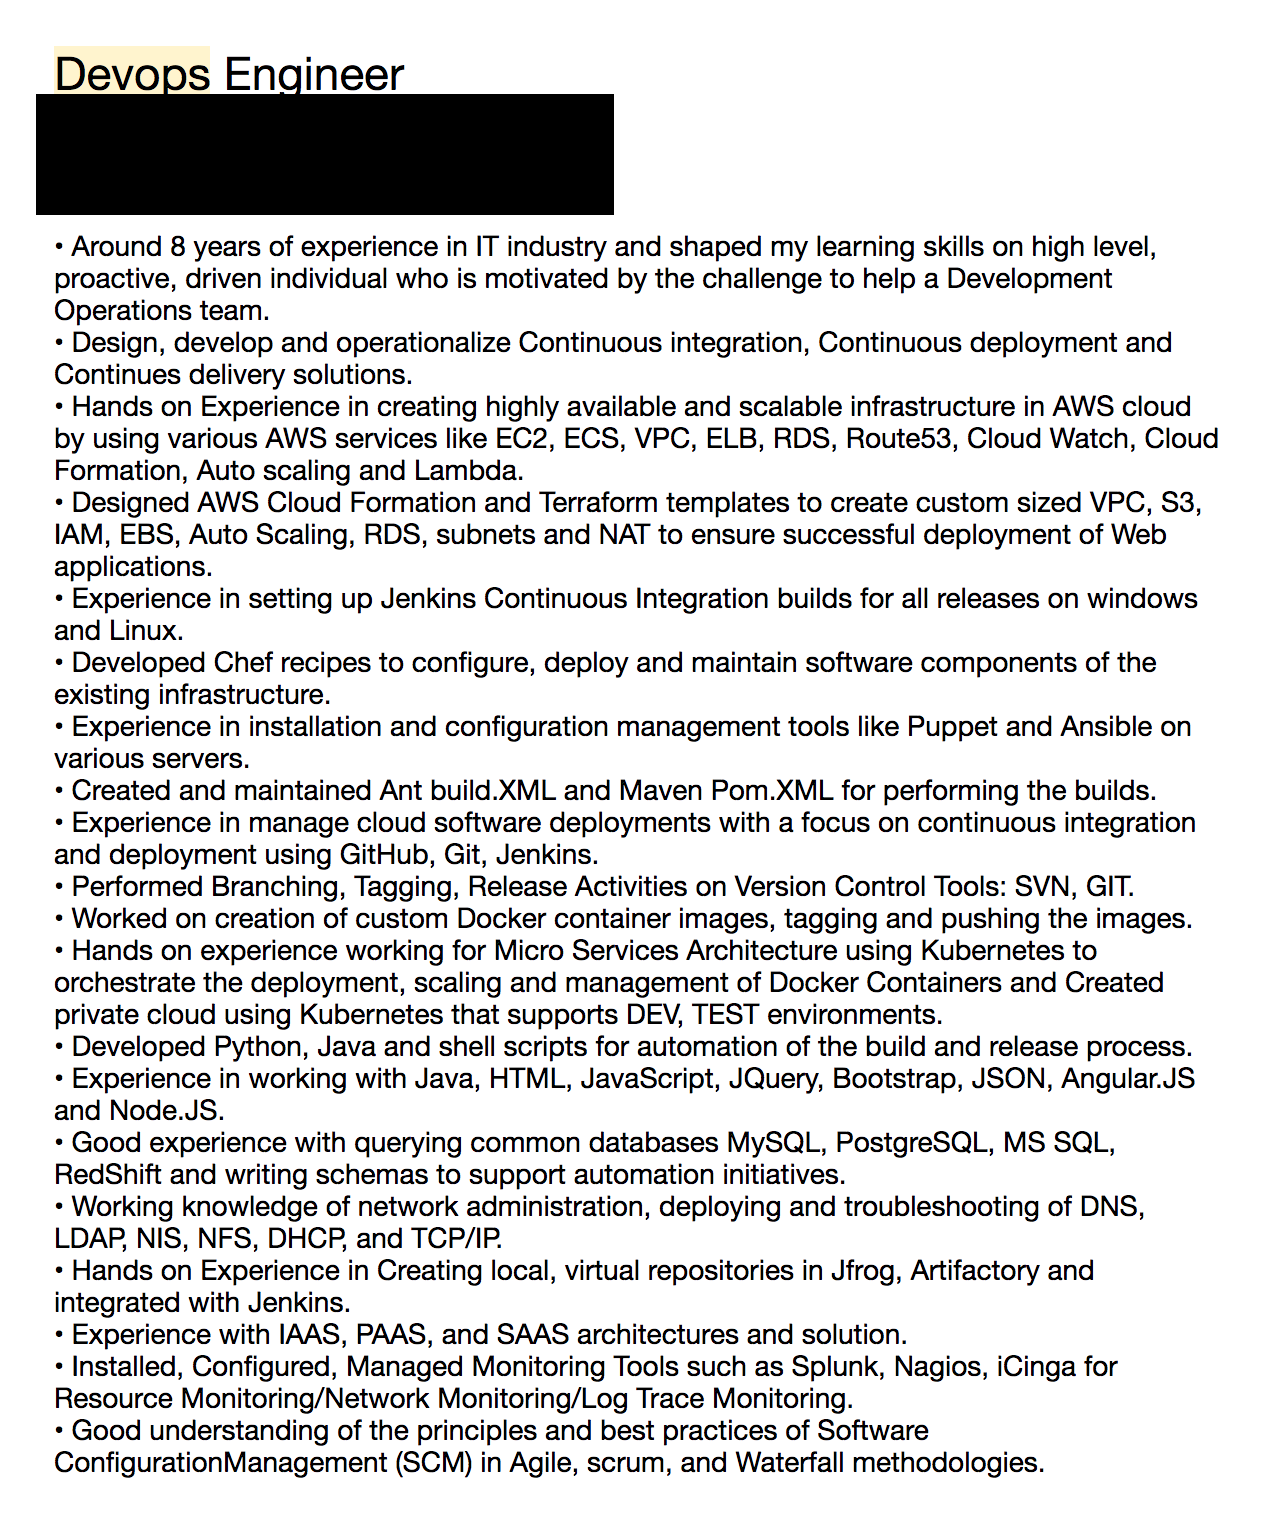 Devops Engineer
• Around 8 years of experience in IT industry and shaped my learning skills on high level,
proactive, driven individual who is motivated by the challenge to help a Development
Operations team.
• Design, develop and operationalize Continuous integration, Continuous deployment and
Continues delivery solutions.
• Hands on Experience in creating highly available and scalable infrastructure in AWS cloud
by using various AWS services like EC2, ECS, VPC, ELB, RDS, Route53, Cloud Watch, Cloud
Formation, Auto scaling and Lambda.
• Designed AWS Cloud Formation and Terraform templates to create custom sized VPC, S3,
IAM, EBS, Auto Scaling, RDS, subnets and NAT to ensure successful deployment of Web
applications.
• Experience in setting up Jenkins Continuous Integration builds for all releases on windows
and Linux.
• Developed Chef recipes to configure, deploy and maintain software components of the
existing infrastructure.
• Experience in installation and configuration management tools like Puppet and Ansible on
various servers.
• Created and maintained Ant build.XML and Maven Pom.XML for performing the builds.
• Experience in manage cloud software deployments with a focus on continuous integration
and deployment using GitHub, Git, Jenkins.
• Performed Branching, Tagging, Release Activities on Version Control Tools: SVN, GIT.
• Worked on creation of custom Docker container images, tagging and pushing the images.
• Hands on experience working for Micro Services Architecture using Kubernetes to
orchestrate the deployment, scaling and management of Docker Containers and Created
private cloud using Kubernetes that supports DEV, TEST environments.
• Developed Python, Java and shell scripts for automation of the build and release process.
• Experience in working with Java, HTML, JavaScript, JQuery, Bootstrap, JSON, Angular.JS
and Node.JS.
• Good experience with querying common databases MySQL, PostgreSQL, MS SQL,
RedShift and writing schemas to support automation initiatives.
• Working knowledge of network administration, deploying and troubleshooting of DNS,
LDAP, NIS, NFS, DHCP, and TCP/IP.
• Hands on Experience in Creating local, virtual repositories in Jfrog, Artifactory and
integrated with Jenkins.
• Experience with IAAS, PAAS, and SAAS architectures and solution.
• Installed, Configured, Managed Monitoring Tools such as Splunk, Nagios, iCinga for
Resource Monitoring/Network Monitoring/Log Trace Monitoring.
• Good understanding of the principles and best practices of Software
ConfigurationManagement (SCM) in Agile, scrum, and Waterfall methodologies.